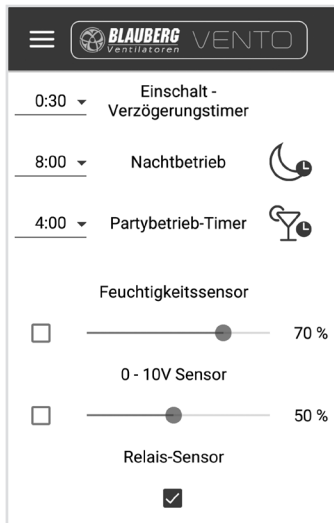 BLAUBERG
Ventilatoren
VENTO
0:30
Einschalt -
Verzögerungstimer
8:00
Nachtbetrieb
4:00
Partybetrieb-Timer
Feuchtigkeitssensor
70 %
0 - 10V Sensor
50 %
Relais-Sensor